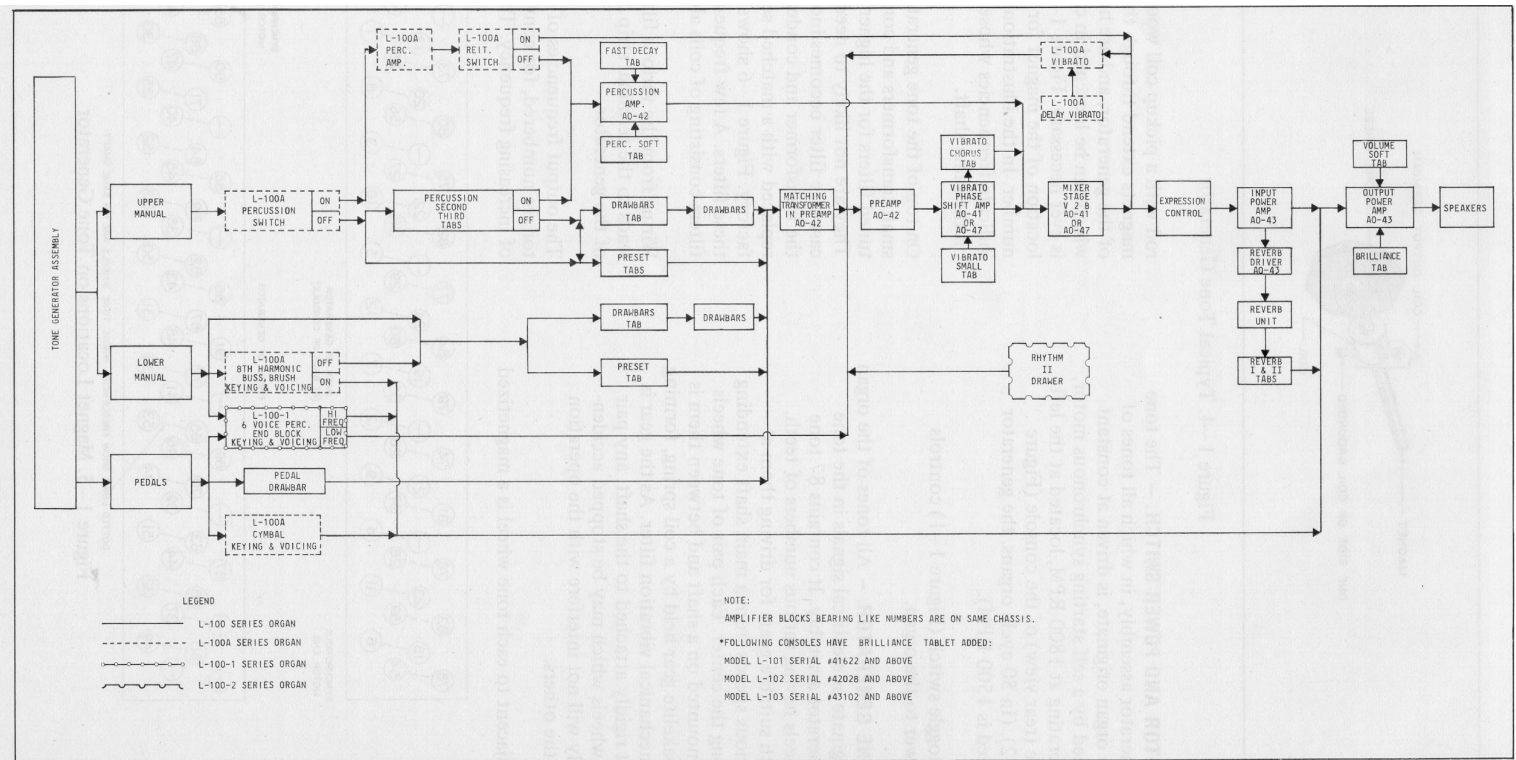 TONE GENERATOR ASSEMBLY
UPPER
MANUAL
LOWER
MANUAL
PEDALS
L-100A
PERCUSSION
SWITCH
ON
OFF
L-100A
PERC.
AMP.
L-100A
REIT.
SWITCH
ON
OFF
PERCUSSION
SECOND
THIRD
TABS
ON
OFF
FAST DECAY
TAB
PERCUSSION
AMP.
AO-42
PERC. SOFT
TAB
DRAWBARS
TAB
DRAWBARS
PRESET
TABS
DRAWBARS
TAB
DRAWBARS
PRESET
TAB
L-100A
8TH HARMONIC
BUSS, BRUSH
KEYING & VOICING
OFF
ON
L-100-1
6 VOICE PERC.
END BLOCK
KEYING & VOICING
HI
FREQ
LOW
FREQ
PEDAL
DRAWBAR
L-100A
CYMBAL
KEYING & VOICING
MATCHING
TRANSFORMER
IN PREAMP
AO-42
PREAMP
AO-42
VIBRATO
CHORUS
TAB
VIBRATO
PHASE
SHIFT AMP
AO-41
OR
AO-47
VIBRATO
SMALL
TAB
L-100A
VIBRATO
L-100A
DELAY VIBRATO
MIXER
STAGE
V 2 B
AO-41
OR
AO-47
EXPRESSION
CONTROL
INPUT
POWER
AMP
AO-43
REVERB
DRIVER
AO-43
REVERB
UNIT
REVERB
I & II
TABS
VOLUME
SOFT
TAB
OUTPUT
POWER
AMP
AO-43
BRILLIANCE
TAB
SPEAKERS
RHYTHM
II
DRAWER
LEGEND
L-100 SERIES ORGAN
L-100A SERIES ORGAN
L-100-1 SERIES ORGAN
L-100-2 SERIES ORGAN
NOTE:
AMPLIFIER BLOCKS BEARING LIKE NUMBERS ARE ON SAME CHASSIS.
*FOLLOWING CONSOLES HAVE BRILLIANCE TABLET ADDED:
MODEL L-101 SERIAL #41622 AND ABOVE
MODEL L-102 SERIAL #42028 AND ABOVE
MODEL L-103 SERIAL #43102 AND ABOVE